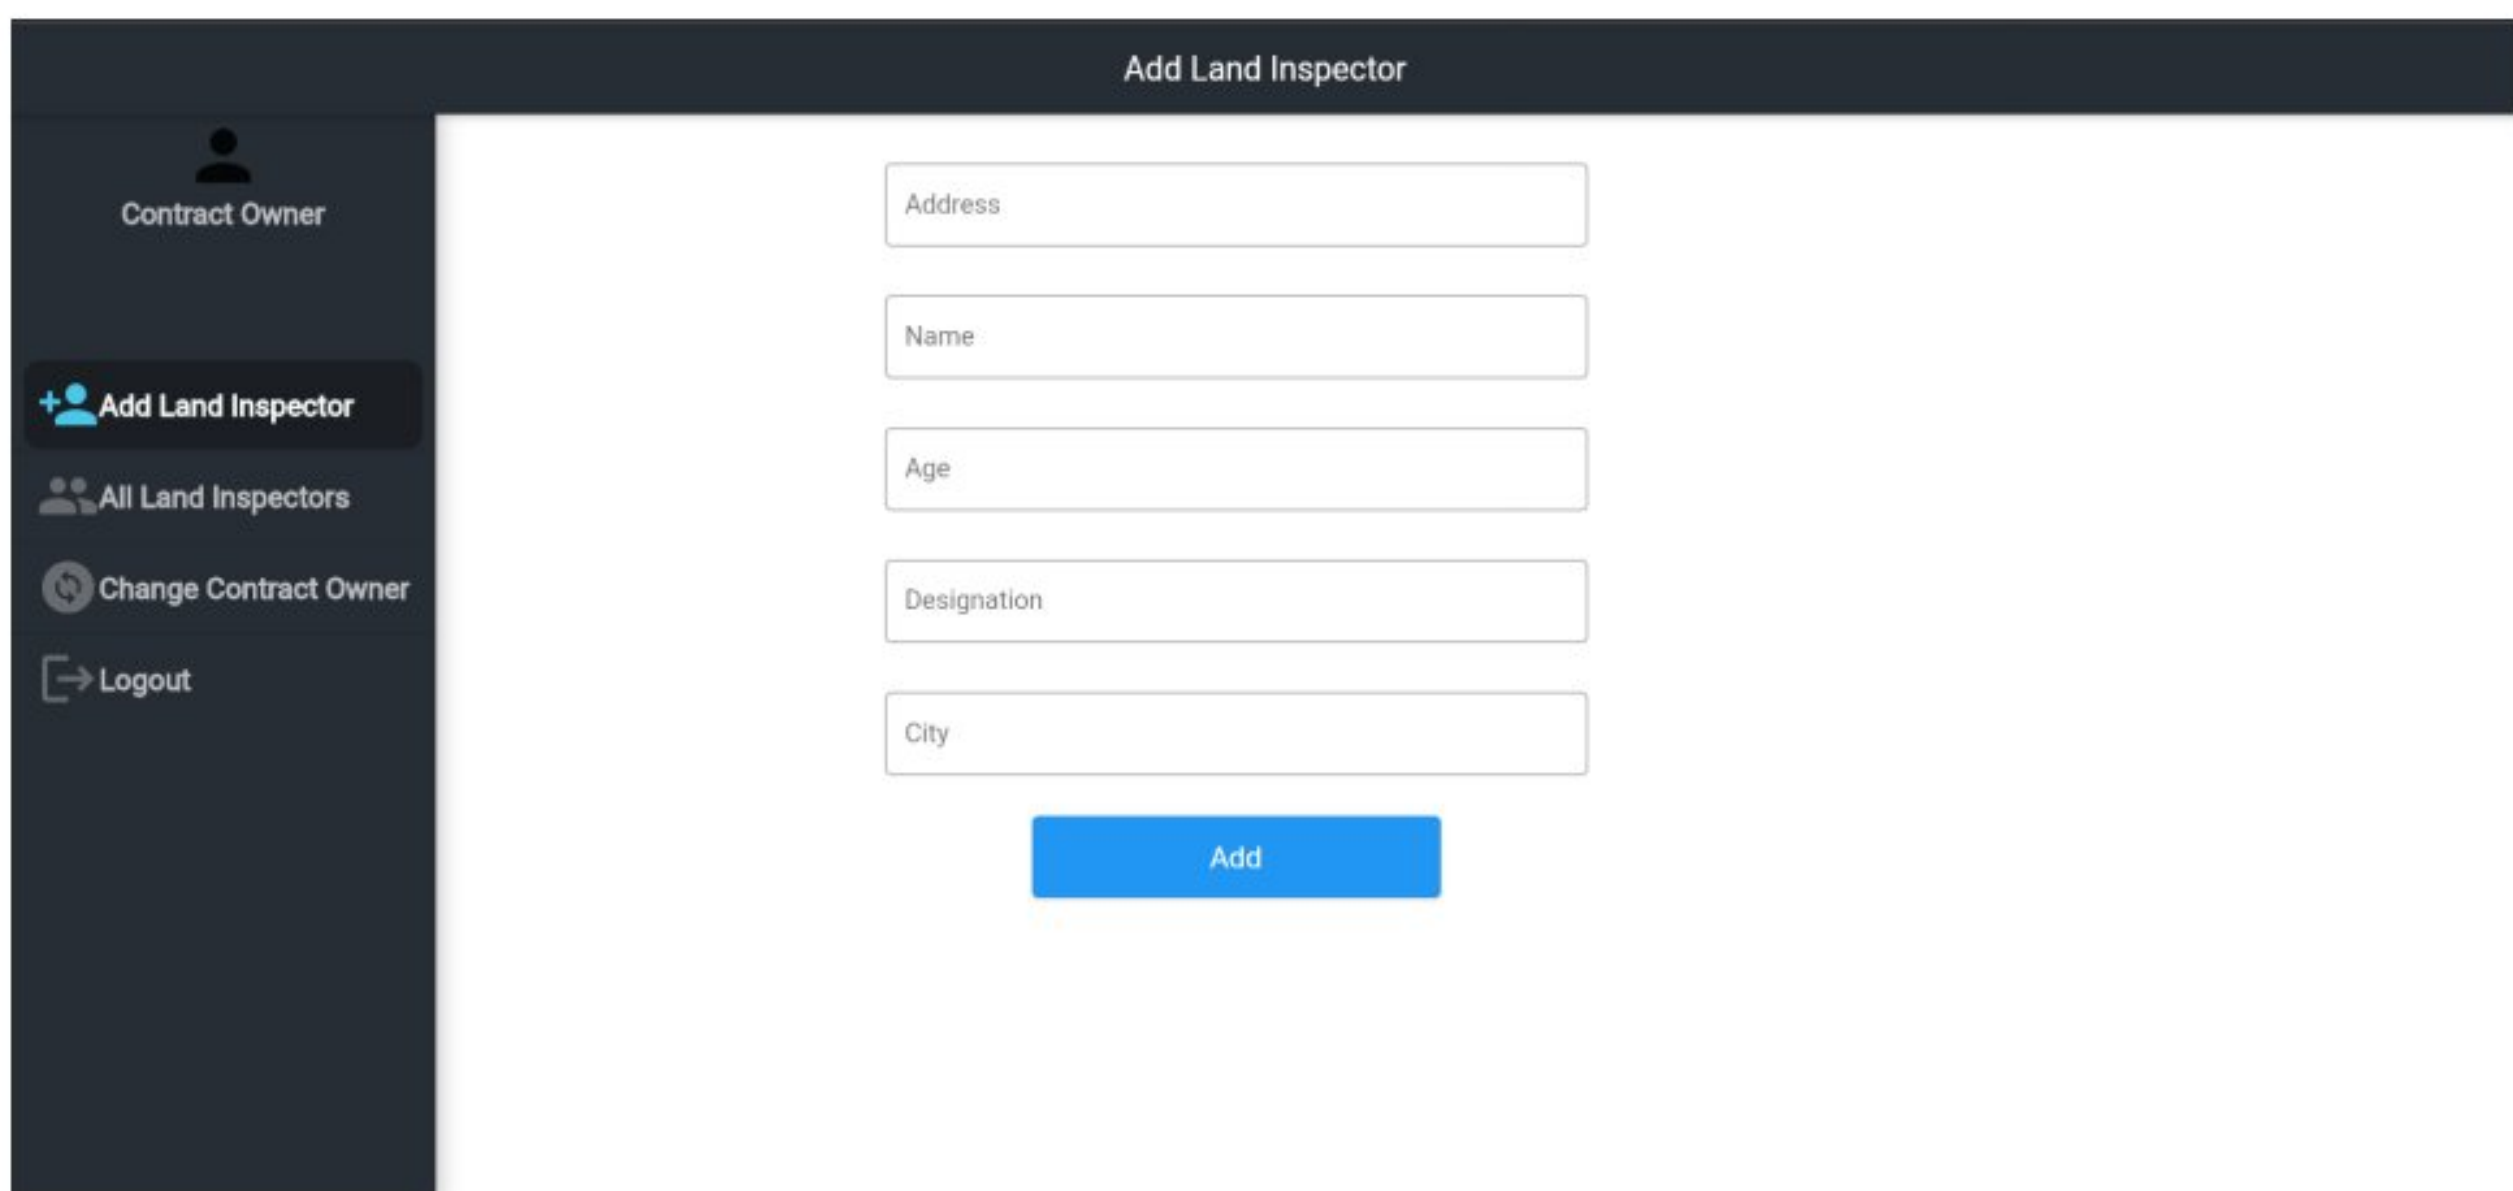 Add Land Inspector
Contract Owner
Add Land Inspector
All Land Inspectors
Change Contract Owner
Logout
Address
Name
Age
Designation
City
Add